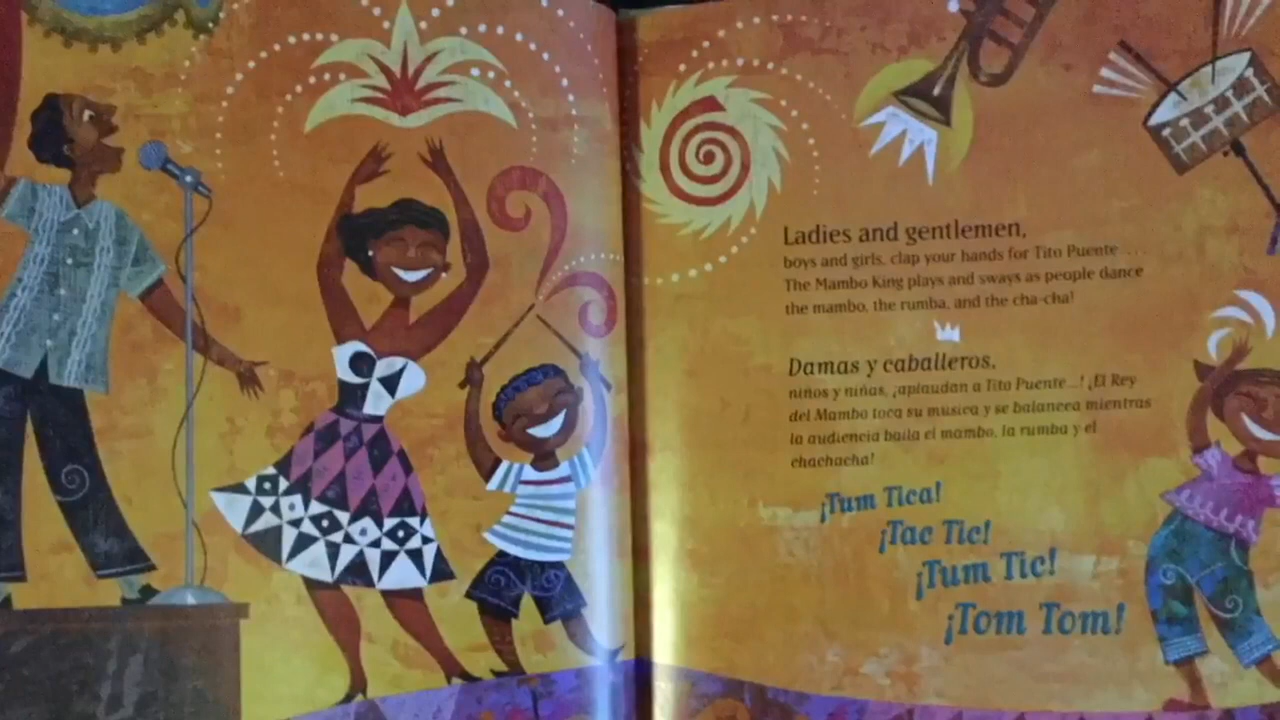 Ladies and gentlemen,
boys and girls, clap your hands for Tito Puente . . . .
The Mambo King plays and sways as people dance
the mambo, the rumba, and the cha-cha!
Damas y caballeros,
niños y niñas, ¡aplaudan a Tito Puente...! ¡El Rey
del Mambo toca su música y se balancea mientras
la audiencia baila el mambo, la rumba y el
chachachá!
¡Tum Tica!
¡Tac Tic!
¡Tum Tic!
¡Tom Tom!